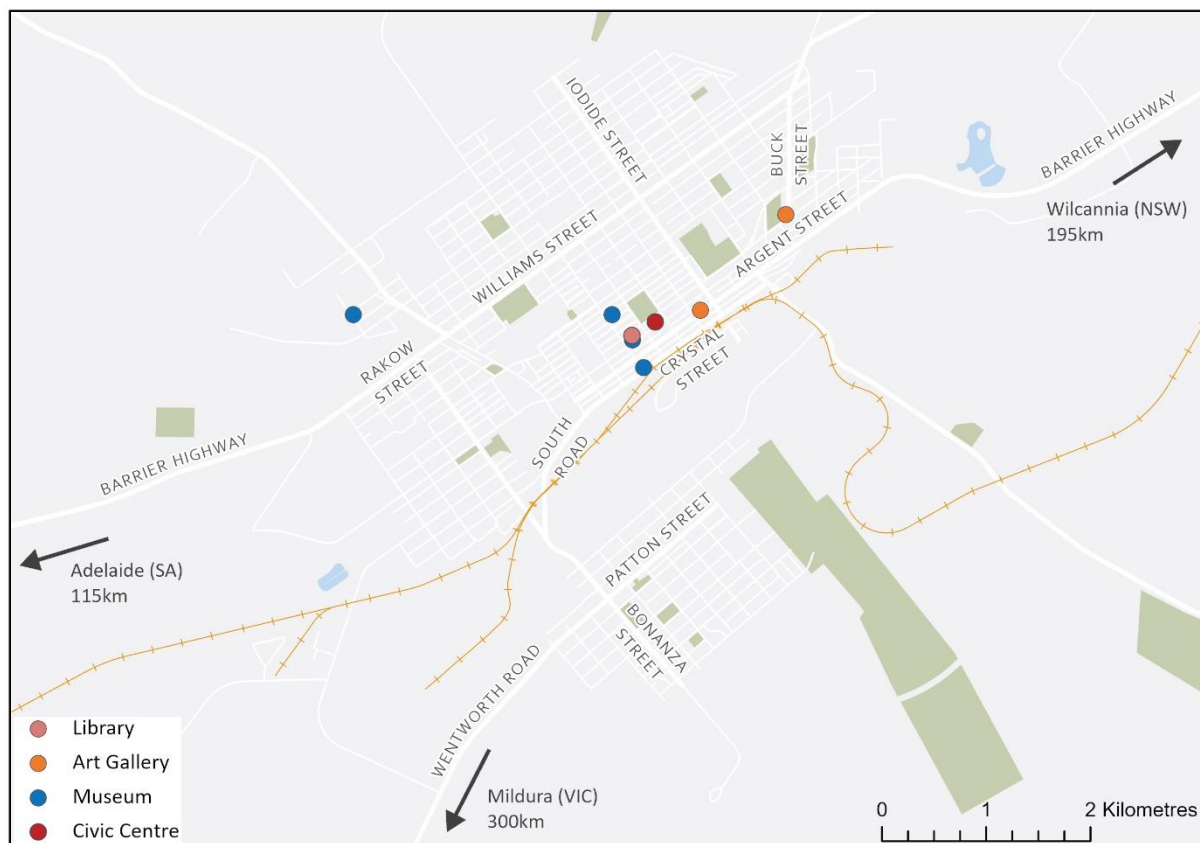 IODIDE STREET
BUCK
STREET
BARRIER HIGHWAY
Wilcannia (NSW)
195km
WILLIAMS STREET
ARGENT STREET
RAKOW
STREET
CRYSTAL
STREET
SOUTH
ROAD
BARRIER HIGHWAY
PATTON STREET
Adelaide (SA)
115km
BONANZA
STREET
WENTWORTH ROAD
Library
Art Gallery
Museum
Civic Centre
Mildura (VIC)
300km
0 1 2 Kilometres